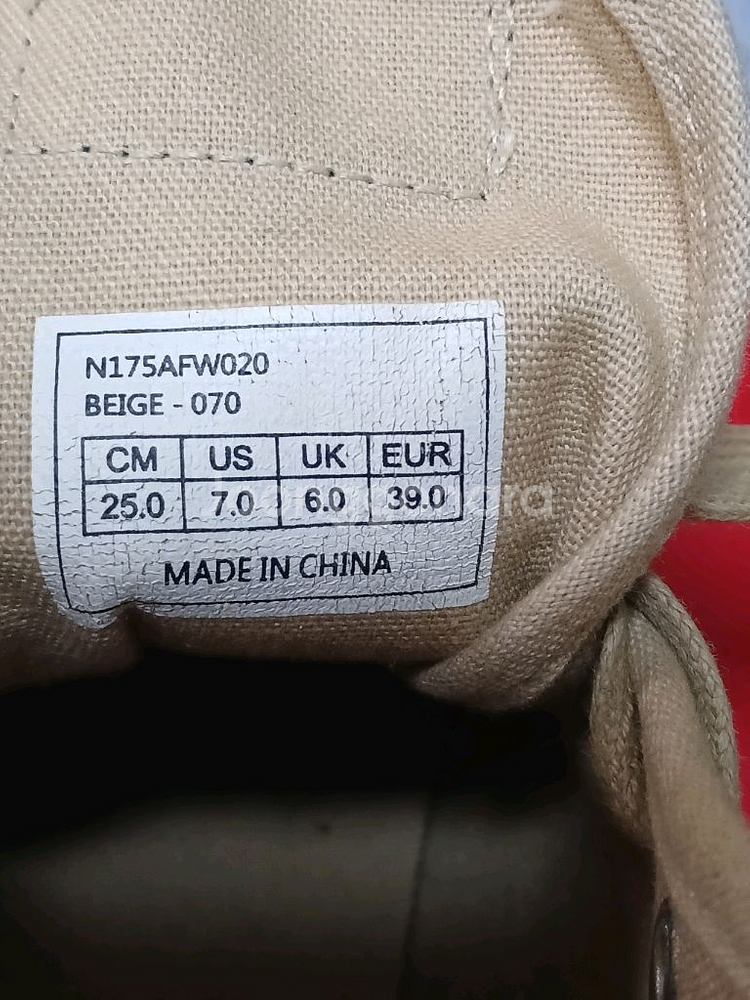 N175AFW020
BEIGE - 070
CM US UK EUR
25.0 7.0 6.0 39.0
MADE IN CHINA